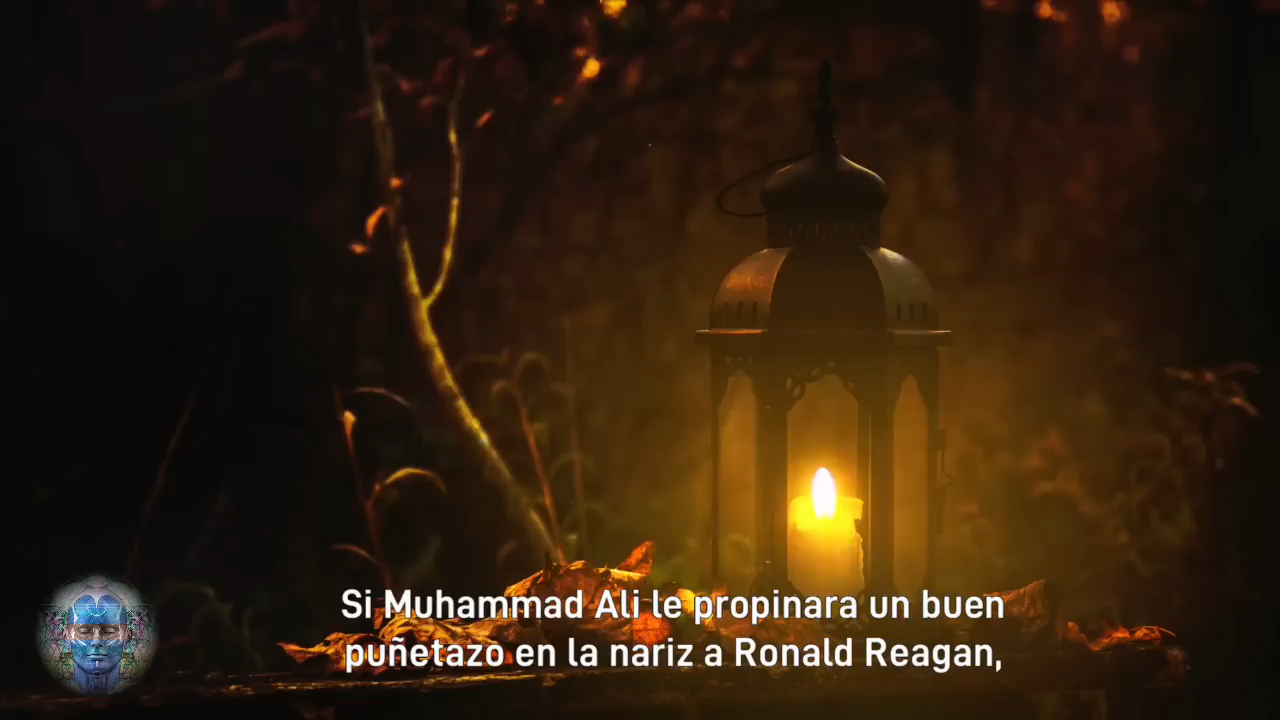 Si Muhammad Ali le propinara un buen
puñetazo en la nariz a Ronald Reagan,